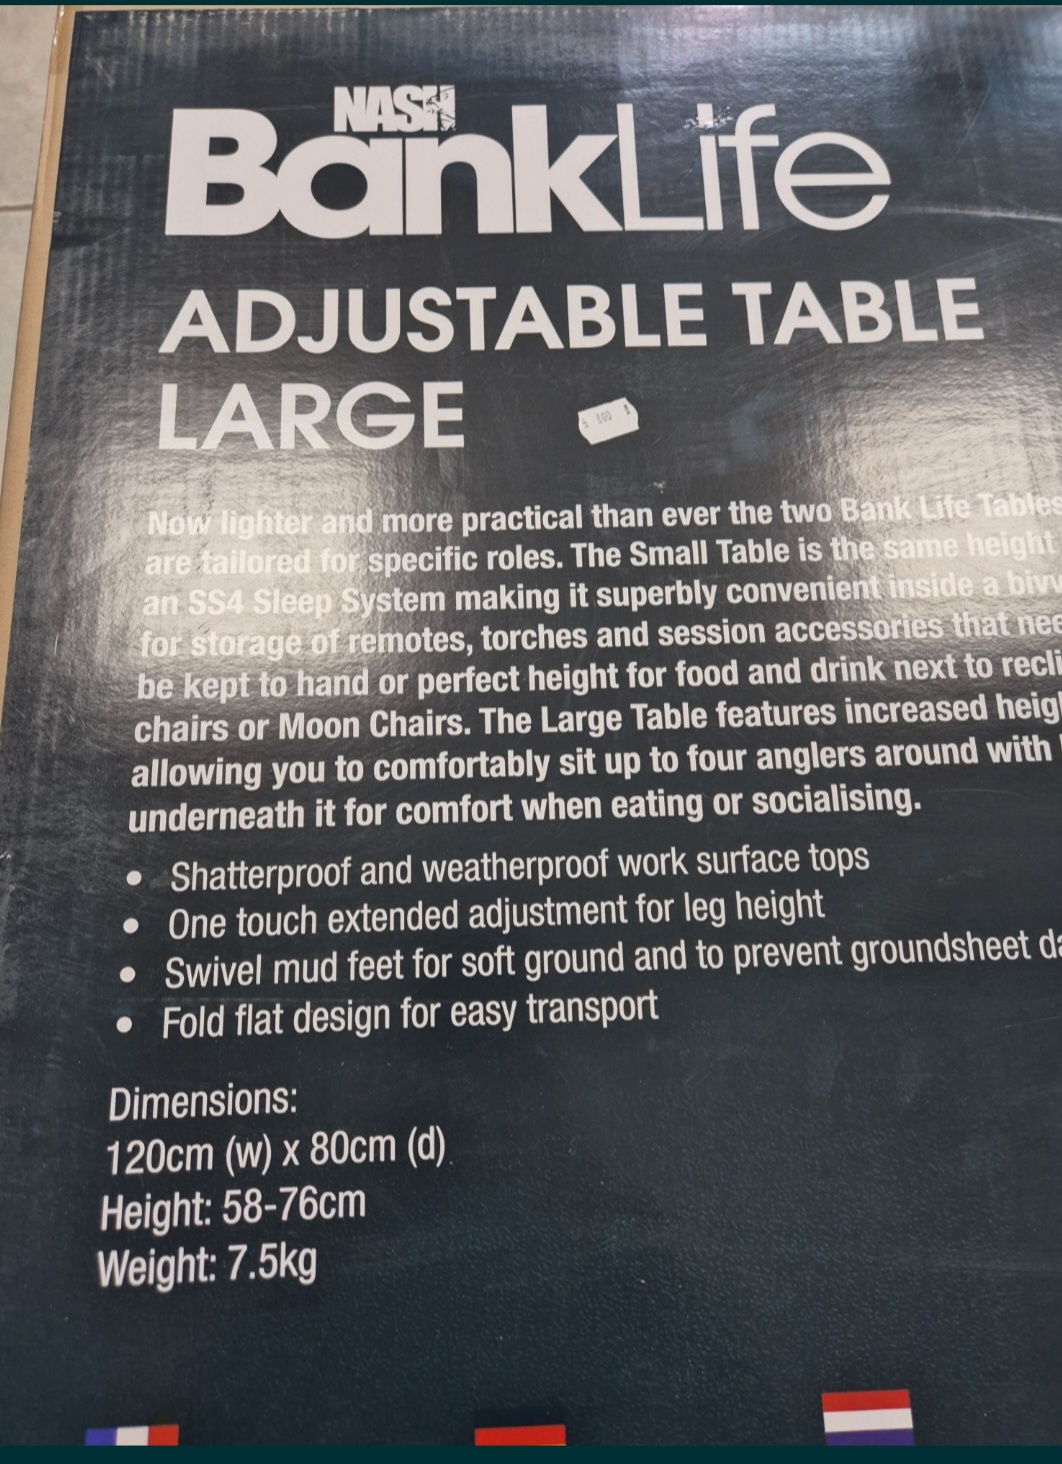 NASH
BankLife
ADJUSTABLE TABLE
LARGE
Now lighter and more practical than ever the two Bank Life Tables
are tailored for specific roles. The Small Table is the same height
an SS4 Sleep System making it superbly convenient inside a bivv
for storage of remotes, torches and session accessories that nee
be kept to hand or perfect height for food and drink next to recli
chairs or Moon Chairs. The Large Table features increased heig
allowing you to comfortably sit up to four anglers around with
underneath it for comfort when eating or socialising.
• Shatterproof and weatherproof work surface tops
• One touch extended adjustment for leg height
• Swivel mud feet for soft ground and to prevent groundsheet da
• Fold flat design for easy transport
Dimensions:
120cm (w) x 80cm (d)
Height: 58-76cm
Weight: 7.5kg